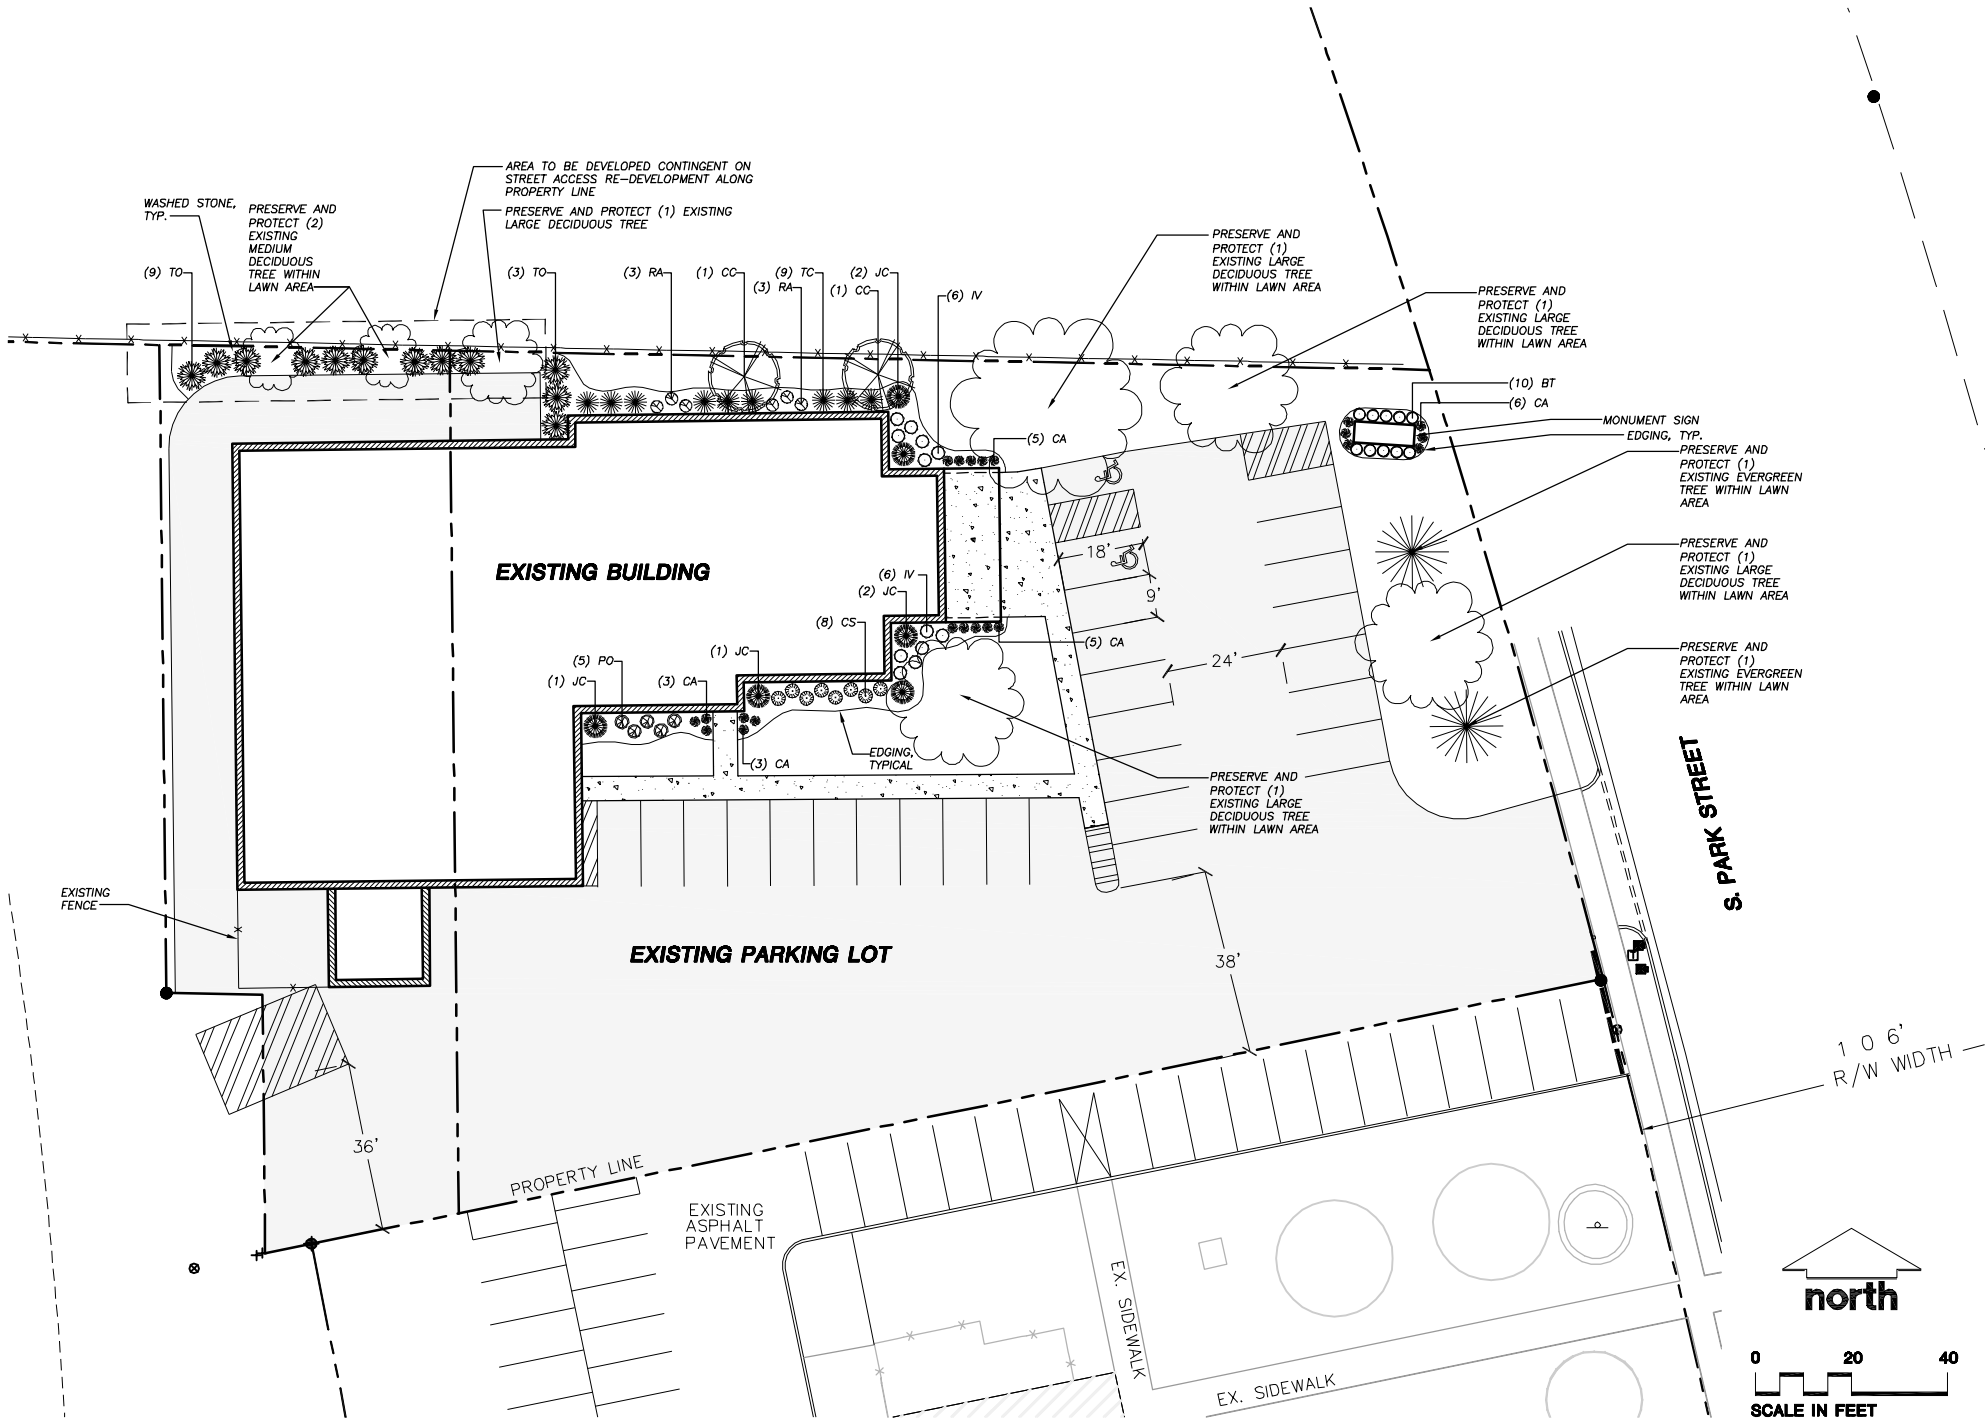 AREA TO BE DEVELOPED CONTINGENT ON
STREET ACCESS RE-DEVELOPMENT ALONG
PROPERTY LINE
WASHED STONE,
TYP.
PRESERVE AND
PROTECT (2)
EXISTING
MEDIUM
DECIDUOUS
TREE WITHIN
LAWN AREA
PRESERVE AND PROTECT (1) EXISTING
LARGE DECIDUOUS TREE
(9) TO
(3) TO
(3) RA
(1) CC
(9) TC
(3) RA
(2) JC
(1) CC
(6) IV
PRESERVE AND
PROTECT (1)
EXISTING LARGE
DECIDUOUS TREE
WITHIN LAWN AREA
PRESERVE AND
PROTECT (1)
EXISTING LARGE
DECIDUOUS TREE
WITHIN LAWN AREA
(10) BT
(6) CA
MONUMENT SIGN
EDGING, TYP.
(5) CA
PRESERVE AND
PROTECT (1)
EXISTING EVERGREEN
TREE WITHIN LAWN
AREA
PRESERVE AND
PROTECT (1)
EXISTING LARGE
DECIDUOUS TREE
WITHIN LAWN AREA
PRESERVE AND
PROTECT (1)
EXISTING EVERGREEN
TREE WITHIN LAWN
AREA
18'
9'
24'
EXISTING BUILDING
(6) IV
(2) JC
(8) CS
(5) CA
(1) JC
(5) PO
(1) JC
(3) CA
(3) CA
EDGING,
TYPICAL
PRESERVE AND
PROTECT (1)
EXISTING LARGE
DECIDUOUS TREE
WITHIN LAWN AREA
S. PARK STREET
EXISTING
FENCE
EXISTING PARKING LOT
38'
36'
106'
R/W WIDTH
PROPERTY LINE
EXISTING
ASPHALT
PAVEMENT
EX. SIDEWALK
EX. SIDEWALK
north
0 20 40
SCALE IN FEET